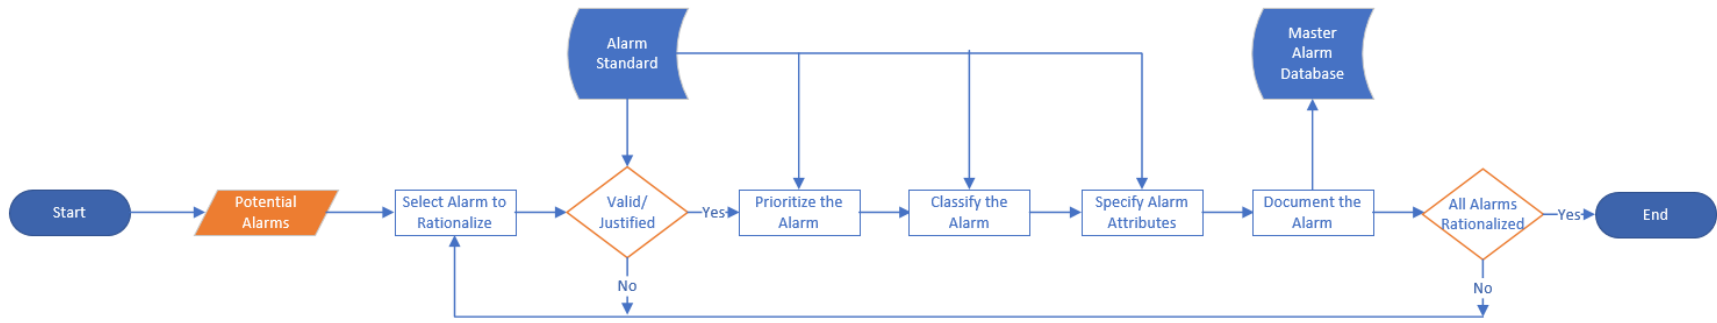 Alarm
Standard
Master
Alarm
Database
Start
Potential
Alarms
Select Alarm to
Rationalize
Valid/
Justified
Yes
Prioritize the
Alarm
Classify the
Alarm
Specify Alarm
Attributes
Document the
Alarm
All Alarms
Rationalized
Yes
End
No
No